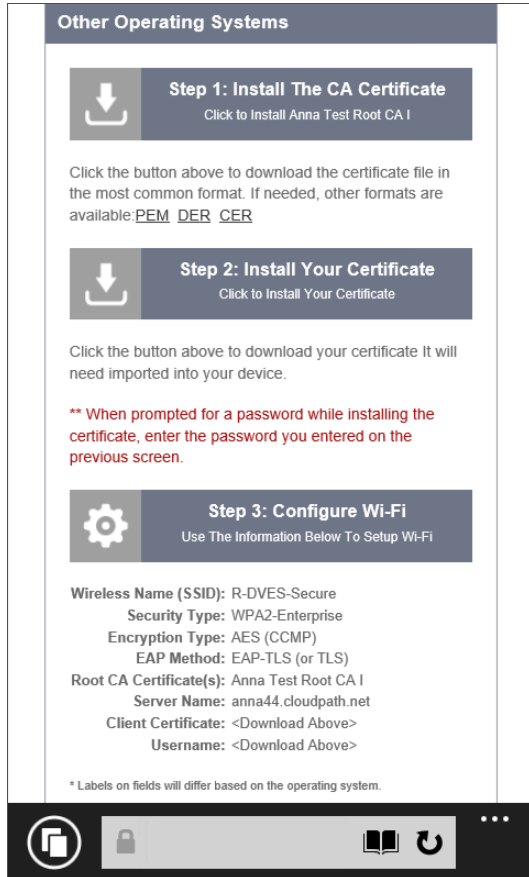 Other Operating Systems
Step 1: Install The CA Certificate
Click to Install Anna Test Root CA I
Click the button above to download the certificate file in
the most common format. If needed, other formats are
available:PEM DER CER
Step 2: Install Your Certificate
Click to Install Your Certificate
Click the button above to download your certificate It will
need imported into your device.
** When prompted for a password while installing the
certificate, enter the password you entered on the
previous screen.
Step 3: Configure Wi-Fi
Use The Information Below To Setup Wi-Fi
Wireless Name (SSID): R-DVES-Secure
Security Type: WPA2-Enterprise
Encryption Type: AES (CCMP)
EAP Method: EAP-TLS (or TLS)
Root CA Certificate(s): Anna Test Root CA I
Server Name: anna44.cloudpath.net
Client Certificate: <Download Above>
Username: <Download Above>
* Labels on fields will differ based on the operating system.